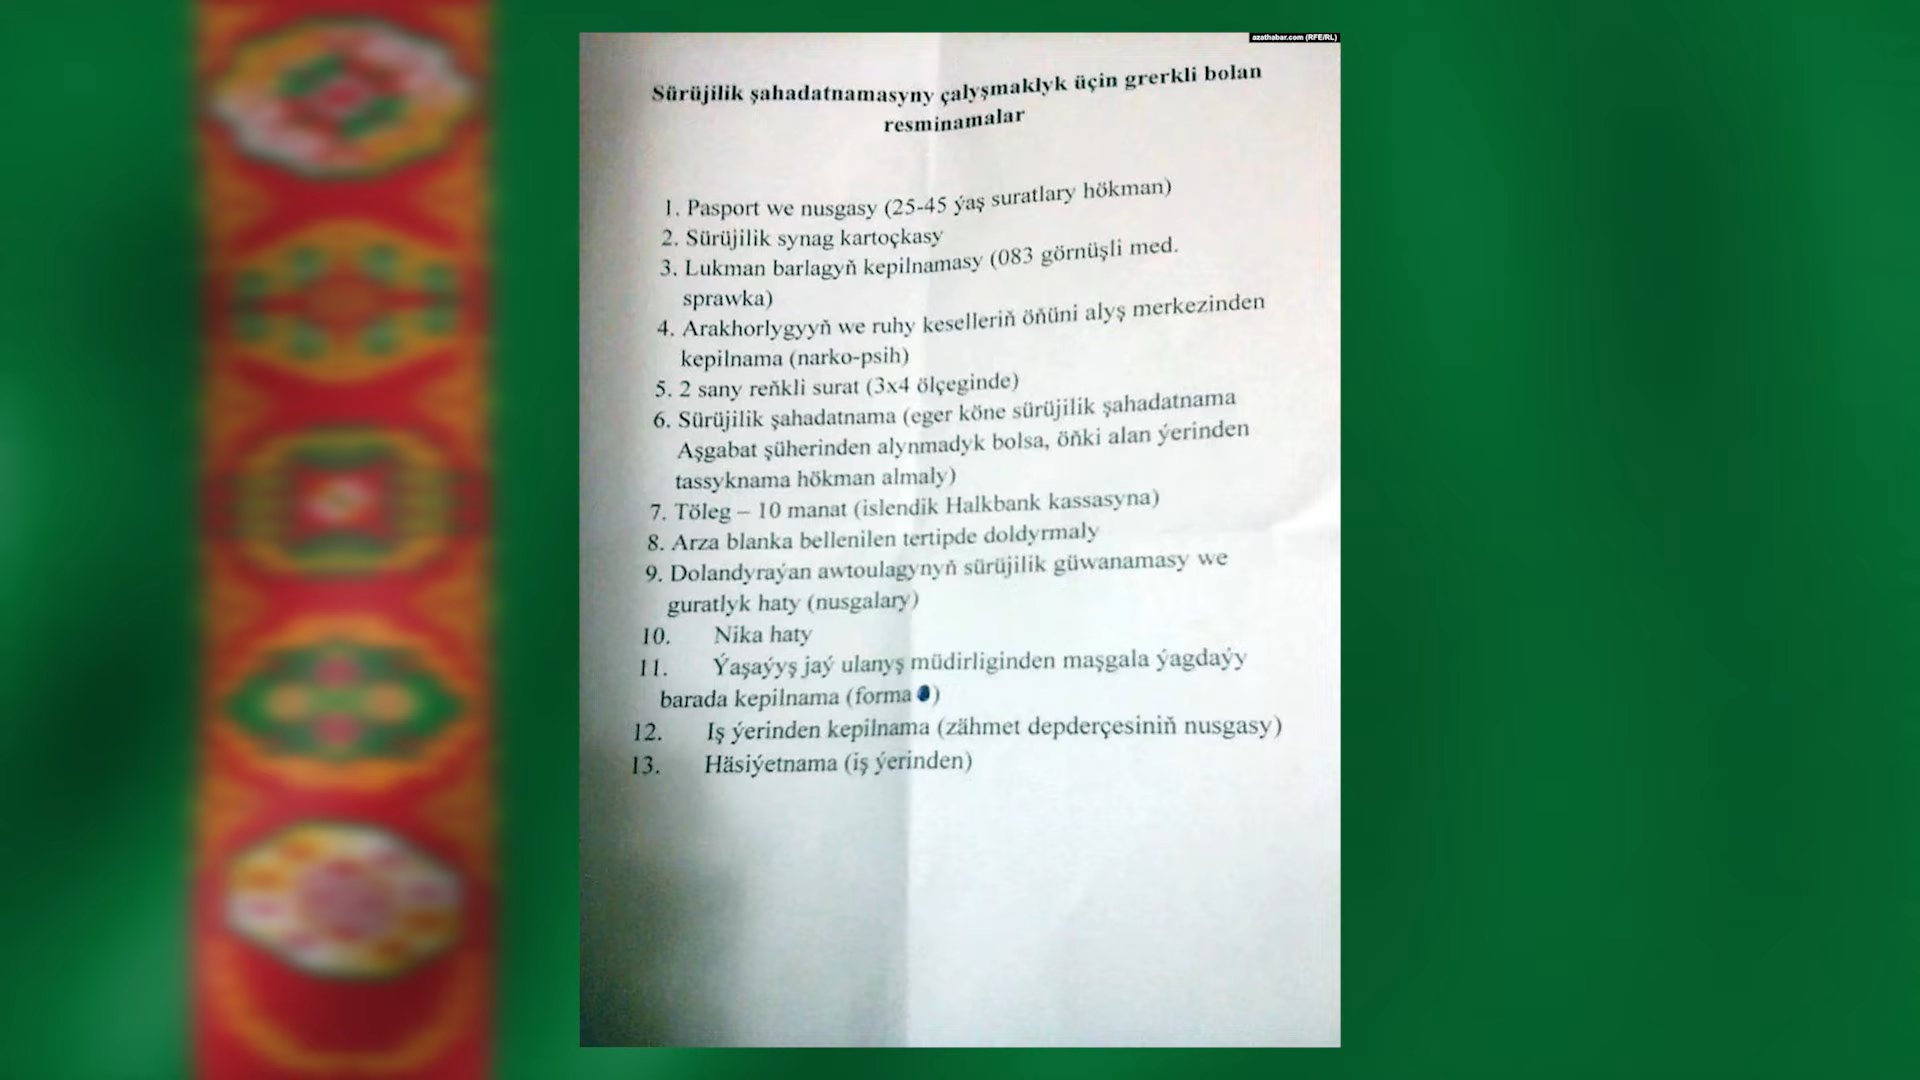 azathabar.com (RFE/RL)
Sürüjilik şahadatnamasyny çalyşmaklyk üçin grerkli bolan
resminamalar
1. Pasport we nusgasy (25-45 ýaş suratlary hökman)
2. Sürüjilik synag kartoçkasy
3. Lukman barlagyň kepilnamasy (083 görnüşli med.
sprawka)
4. Arakhorlygyyň we ruhy keselleriň öňüni alyş merkezinden
kepilnama (narko-psih)
5. 2 sany reňkli surat (3x4 ölçeginde)
6. Sürüjilik şahadatnama (eger köne sürüjilik şahadatnama
Aşgabat şüherinden alynmadyk bolsa, öňki alan ýerinden
tassyknama hökman almaly)
7. Töleg – 10 manat (islendik Halkbank kassasyna)
8. Arza blanka bellenilen tertipde doldyrmaly
9. Dolandyraýan awtoulagynyň sürüjilik güwanamasy we
guratlyk haty (nusgalary)
10. Nika haty
11. Ýaşaýyş jaý ulanyş müdirliginden maşgala ýagdaýy
barada kepilnama (forma )
12. Iş ýerinden kepilnama (zähmet depderçesiniň nusgasy)
13. Häsiýetnama (iş ýerinden)